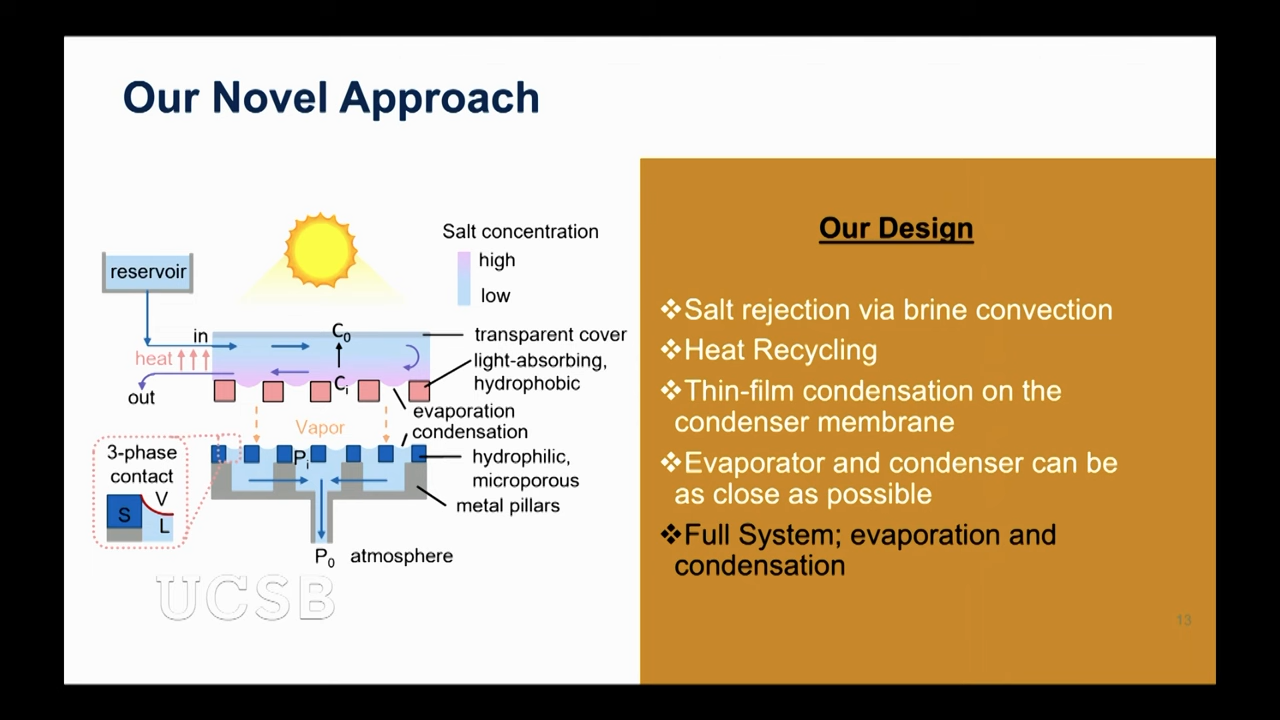 Our Novel Approach
Salt concentration
high
low
reservoir
in
heat
out
C0
Ci
transparent cover
light-absorbing,
hydrophobic
evaporation
condensation
Vapor
Pi
hydrophilic,
microporous
metal pillars
3-phase
contact
S
V
L
P0 atmosphere
UCSB
Our Design
❖Salt rejection via brine convection
❖Heat Recycling
❖Thin-film condensation on the
condenser membrane
❖Evaporator and condenser can be
as close as possible
❖Full System; evaporation and
condensation
13